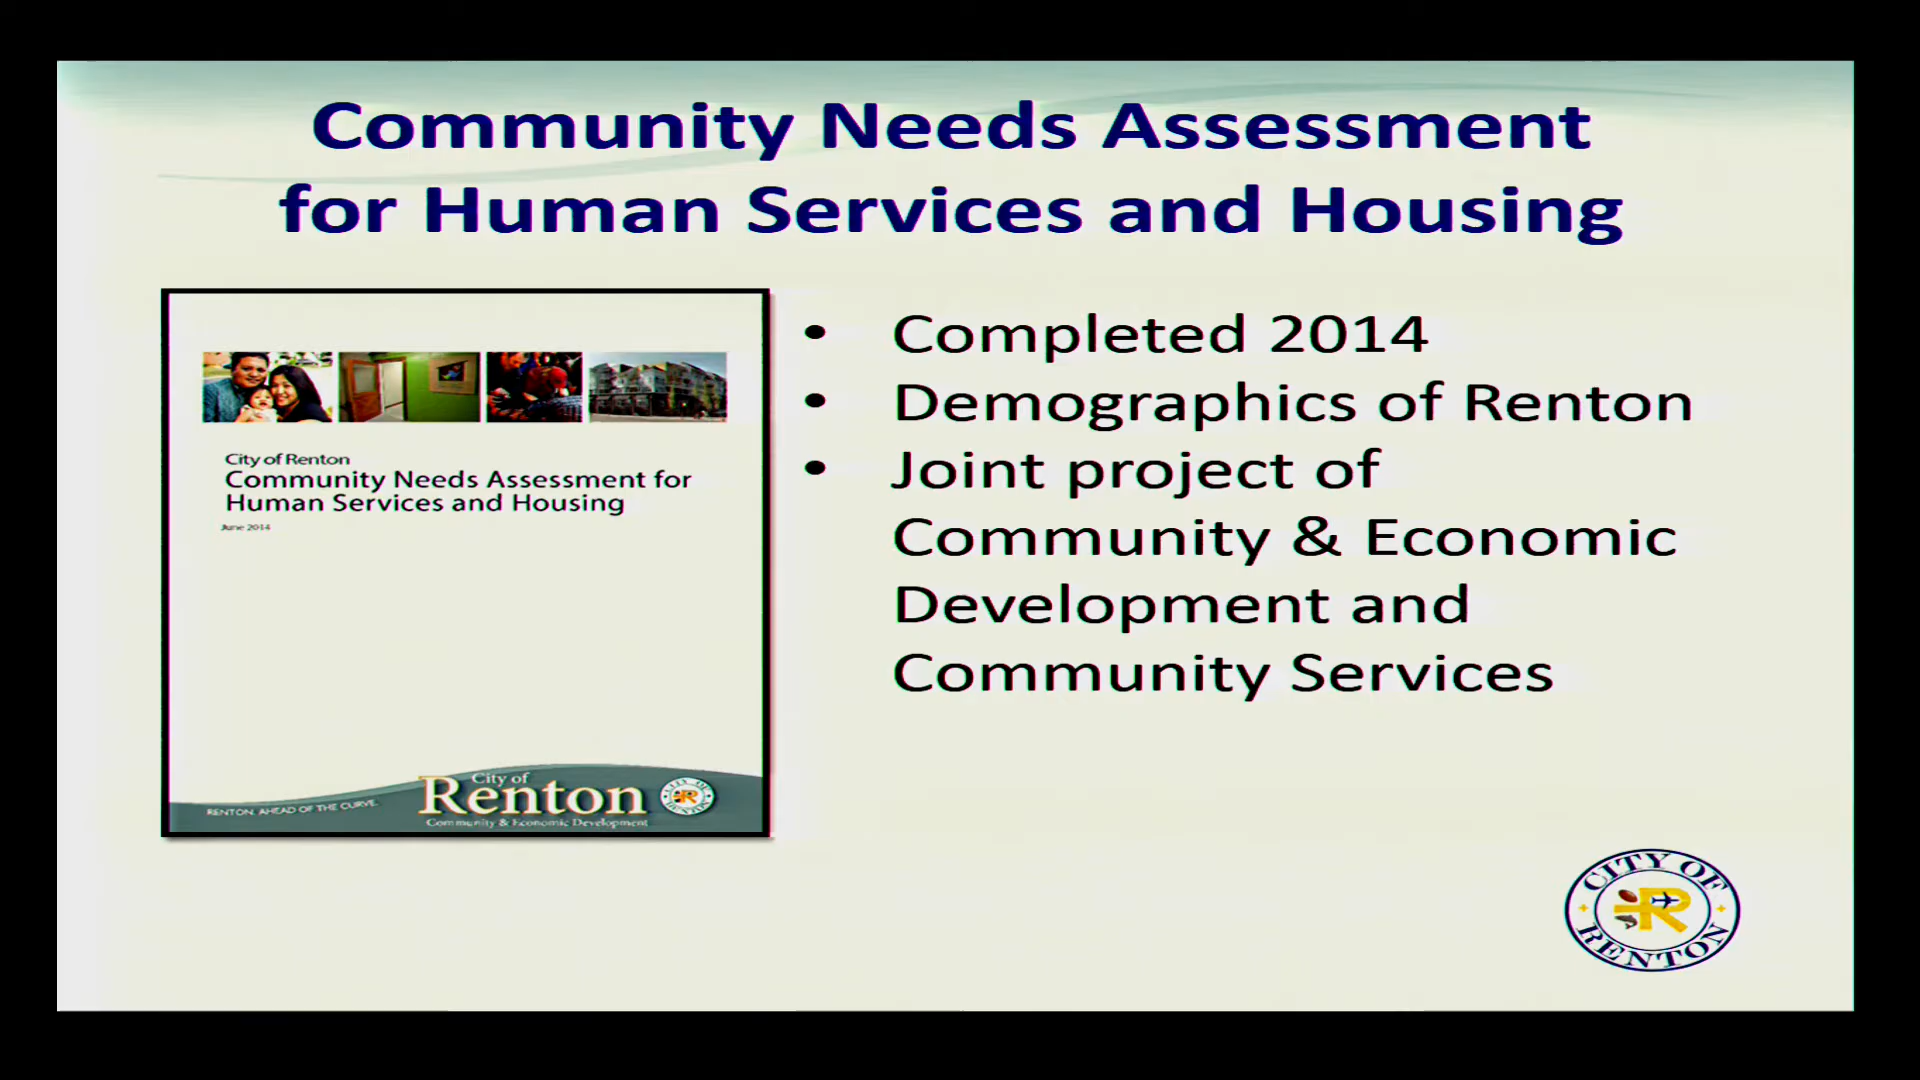 Community Needs Assessment
for Human Services and Housing
City of Renton
Community Needs Assessment for
Human Services and Housing
June 2014
RENTON. AHEAD OF THE CURVE.
City of
Renton
Community & Economic Development
• Completed 2014
• Demographics of Renton
• Joint project of
Community & Economic
Development and
Community Services
CITY OF
RENTON